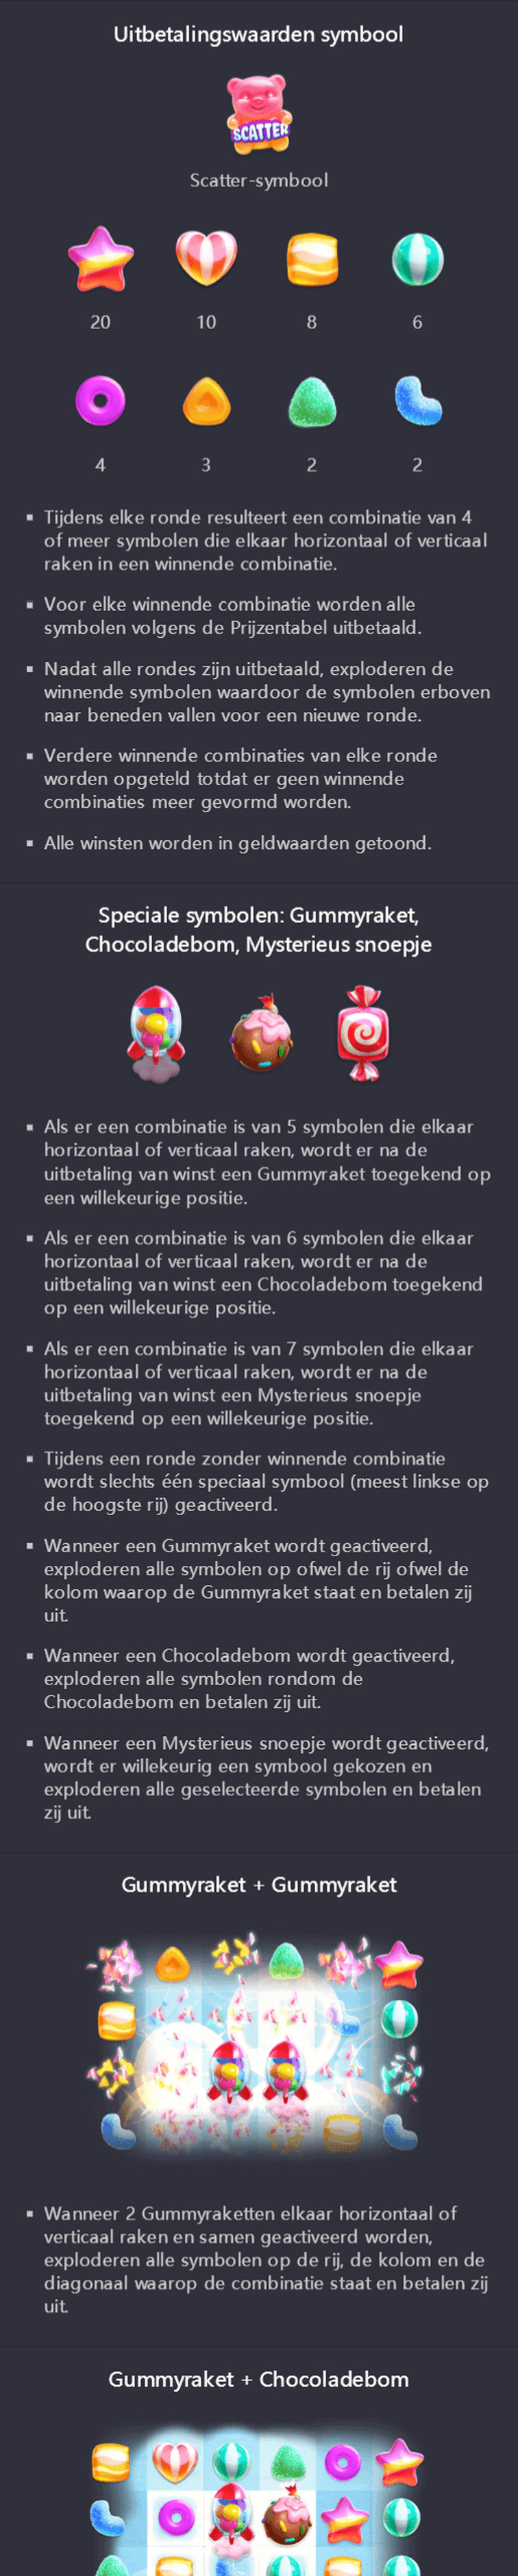 Uitbetalingswaarden symbool
SCATTER
Scatter-symbool
20 10 8 6
4 3 2 2
▪ Tijdens elke ronde resulteert een combinatie van 4
of meer symbolen die elkaar horizontaal of verticaal
raken in een winnende combinatie.
▪ Voor elke winnende combinatie worden alle
symbolen volgens de Prijzentabel uitbetaald.
▪ Nadat alle rondes zijn uitbetaald, exploderen de
winnende symbolen waardoor de symbolen erboven
naar beneden vallen voor een nieuwe ronde.
▪ Verdere winnende combinaties van elke ronde
worden opgeteld totdat er geen winnende
combinaties meer gevormd worden.
▪ Alle winsten worden in geldwaarden getoond.
Speciale symbolen: Gummyraket,
Chocoladebom, Mysterieus snoepje
▪ Als er een combinatie is van 5 symbolen die elkaar
horizontaal of verticaal raken, wordt er na de
uitbetaling van winst een Gummyraket toegekend op
een willekeurige positie.
▪ Als er een combinatie is van 6 symbolen die elkaar
horizontaal of verticaal raken, wordt er na de
uitbetaling van winst een Chocoladebom toegekend
op een willekeurige positie.
▪ Als er een combinatie is van 7 symbolen die elkaar
horizontaal of verticaal raken, wordt er na de
uitbetaling van winst een Mysterieus snoepje
toegekend op een willekeurige positie.
▪ Tijdens een ronde zonder winnende combinatie
wordt slechts één speciaal symbool (meest linkse op
de hoogste rij) geactiveerd.
▪ Wanneer een Gummyraket wordt geactiveerd,
exploderen alle symbolen op ofwel de rij ofwel de
kolom waarop de Gummyraket staat en betalen zij
uit.
▪ Wanneer een Chocoladebom wordt geactiveerd,
exploderen alle symbolen rondom de
Chocoladebom en betalen zij uit.
▪ Wanneer een Mysterieus snoepje wordt geactiveerd,
wordt er willekeurig een symbool gekozen en
exploderen alle geselecteerde symbolen en betalen
zij uit.
Gummyraket + Gummyraket
▪ Wanneer 2 Gummyraketten elkaar horizontaal of
verticaal raken en samen geactiveerd worden,
exploderen alle symbolen op de rij, de kolom en de
diagonaal waarop de combinatie staat en betalen zij
uit.
Gummyraket + Chocoladebom